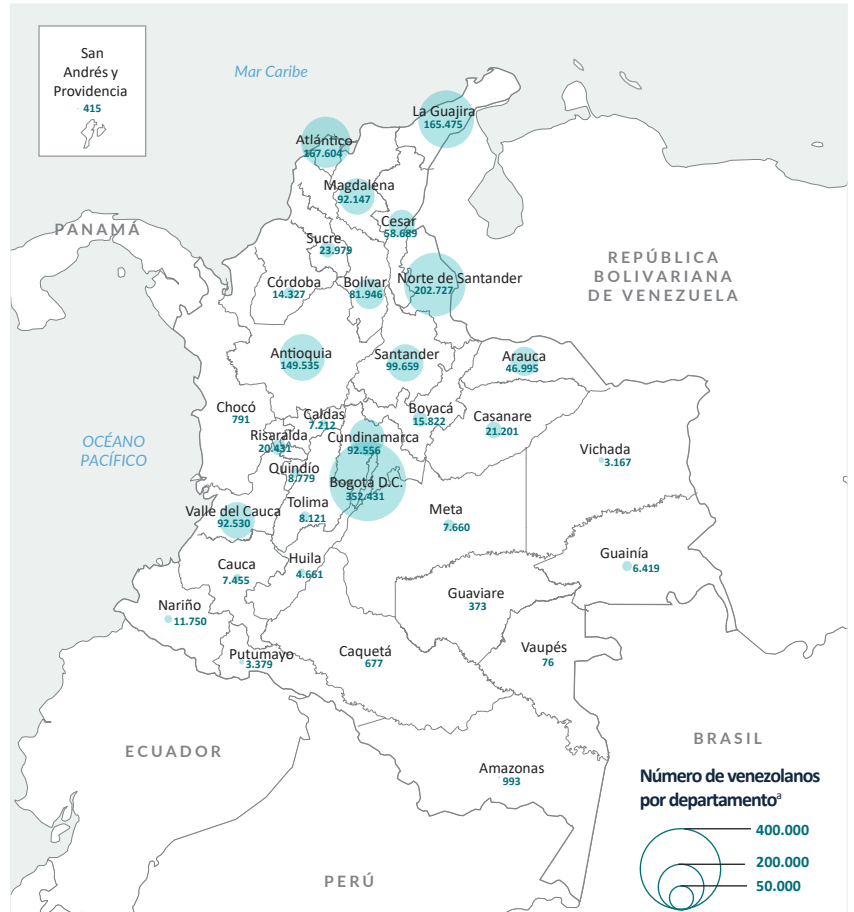 San
Andrés y
Providencia
415
Mar Caribe
La Guajira
165.475
Atlántico
167.604
Magdalena
92.147
Cesar
58.689
PANAMÁ
Sucre
23.979
REPÚBLICA
BOLIVARIANA
DE VENEZUELA
Córdoba
14.327
Bolívar
81.946
Norte de Santander
202.727
Antioquia
149.535
Santander
99.659
Arauca
46.995
Chocó
791
Caldas
7.212
Boyacá
15.822
Casanare
21.201
OCÉANO
PACÍFICO
Risaralda
20.431
Cundinamarca
92.556
Vichada
3.167
Quindío
8.779
Bogotá D.C.
352.431
Valle del Cauca
92.530
Tolima
8.121
Meta
7.660
Cauca
7.455
Huila
4.661
Guainía
6.419
Nariño
11.750
Guaviare
373
Putumayo
3.379
Caquetá
677
Vaupés
76
ECUADOR
BRASIL
Amazonas
993
PERÚ
Número de venezolanos
por departamentoª
400.000
200.000
50.000